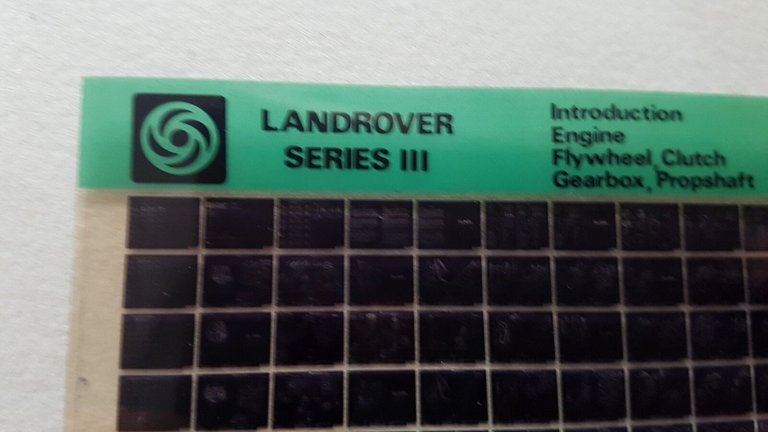 LANDROVER
SERIES III
Introduction
Engine
Flywheel, Clutch
Gearbox, Propshaft